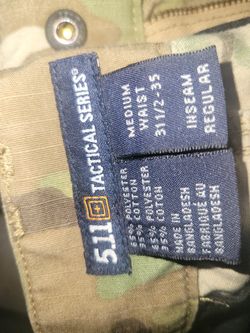 5.11 TACTICAL SERIES®
MEDIUM
WAIST
31 1/2-35
INSEAM
REGULAR
65% POLYESTER
35% COTTON
65% POLYESTER
35% COTON
MADE IN
BANGLADESH
FABRIQUÉ AU
BANGLADESH